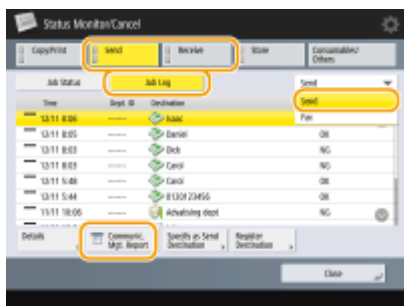 Status Monitor/Cancel
Copy/Print
Send
Receive
Store
Consumables/
Others
Job Status
Job Log
Send
Send
Fax
Time
Dept. ID
Destination
12/11 8:06
Isaac
12/11 8:05
Daniel
OK
12/11 8:03
Dick
NG
12/11 8:03
Carol
NG
12/11 5:48
Carol
OK
12/11 5:44
0120123456
OK
11/11 10:06
Advatising dept
NG
Details
Communic.
Mgt. Report
Specify as Send
Destination
Register
Destination
Close